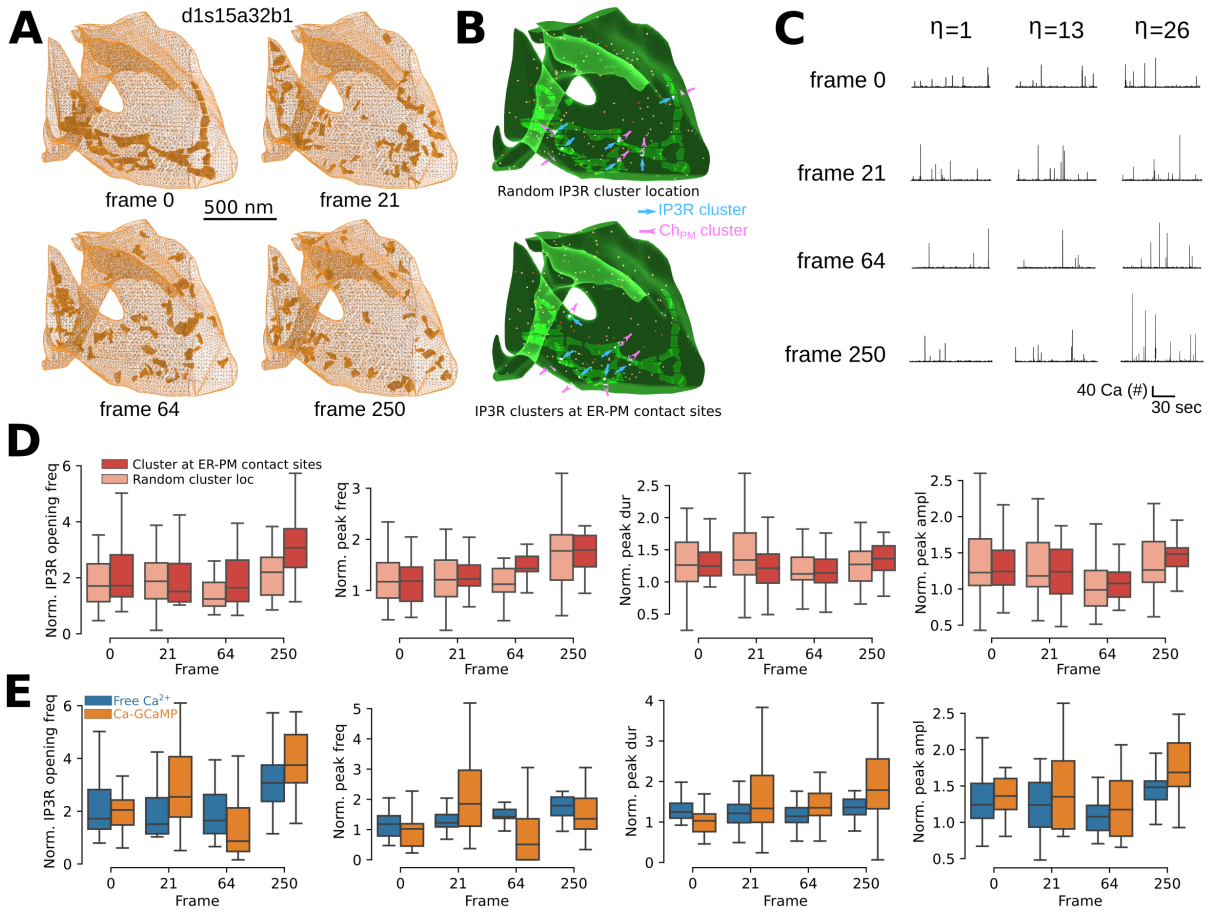 A
d1s15a32b1
frame 0
frame 21
500 nm
frame 64
frame 250
B
Random IP3R cluster location
IP3R cluster
ChPM cluster
IP3R clusters at ER-PM contact sites
C
η=1
η=13
η=26
frame 0
frame 21
frame 64
frame 250
40 Ca (#)
30 sec
D
Cluster at ER-PM contact sites
Random cluster loc
Norm. IP3R opening freq
6
4
2
0
0
21
64
250
Frame
Norm. peak freq
3
2
1
0
21
64
250
Frame
Norm. peak dur
2.5
2.0
1.5
1.0
0.5
0
21
64
250
Frame
Norm. peak ampl
2.5
2.0
1.5
1.0
0.5
0
21
64
250
Frame
E
Free Ca²⁺
Ca-GCaMP
Norm. IP3R opening freq
6
4
2
0
0
21
64
250
Frame
Norm. peak freq
5
4
3
2
1
0
0
21
64
250
Frame
Norm. peak dur
4
3
2
1
0
0
21
64
250
Frame
Norm. peak ampl
2.5
2.0
1.5
1.0
0.5
0
21
64
250
Frame